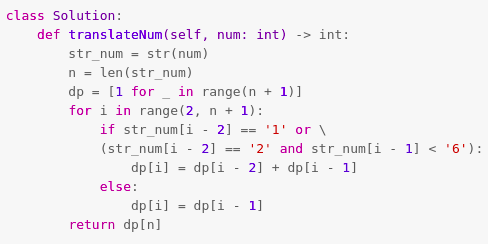 class Solution:
    def translateNum(self, num: int) -> int:
        str_num = str(num)
        n = len(str_num)
        dp = [1 for _ in range(n + 1)]
        for i in range(2, n + 1):
            if str_num[i - 2] == '1' or \
            (str_num[i - 2] == '2' and str_num[i - 1] < '6'):
                dp[i] = dp[i - 2] + dp[i - 1]
            else:
                dp[i] = dp[i - 1]
        return dp[n]